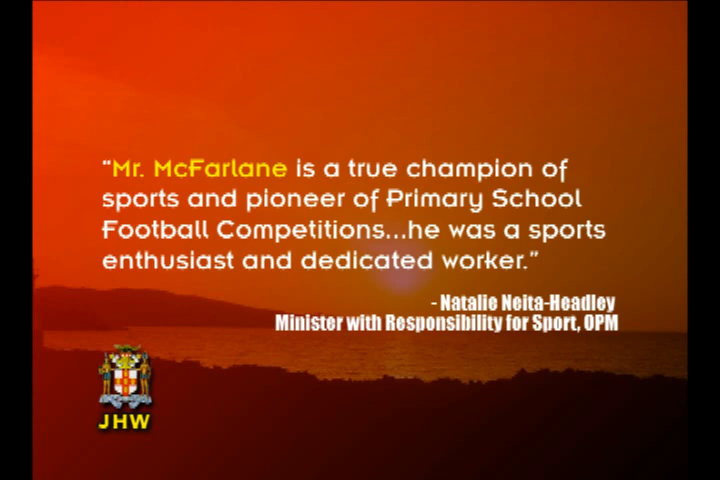 “Mr. McFarlane is a true champion of
sports and pioneer of Primary School
Football Competitions...he was a sports
enthusiast and dedicated worker.”
- Natalie Neita-Headley
Minister with Responsibility for Sport, OPM
JHW